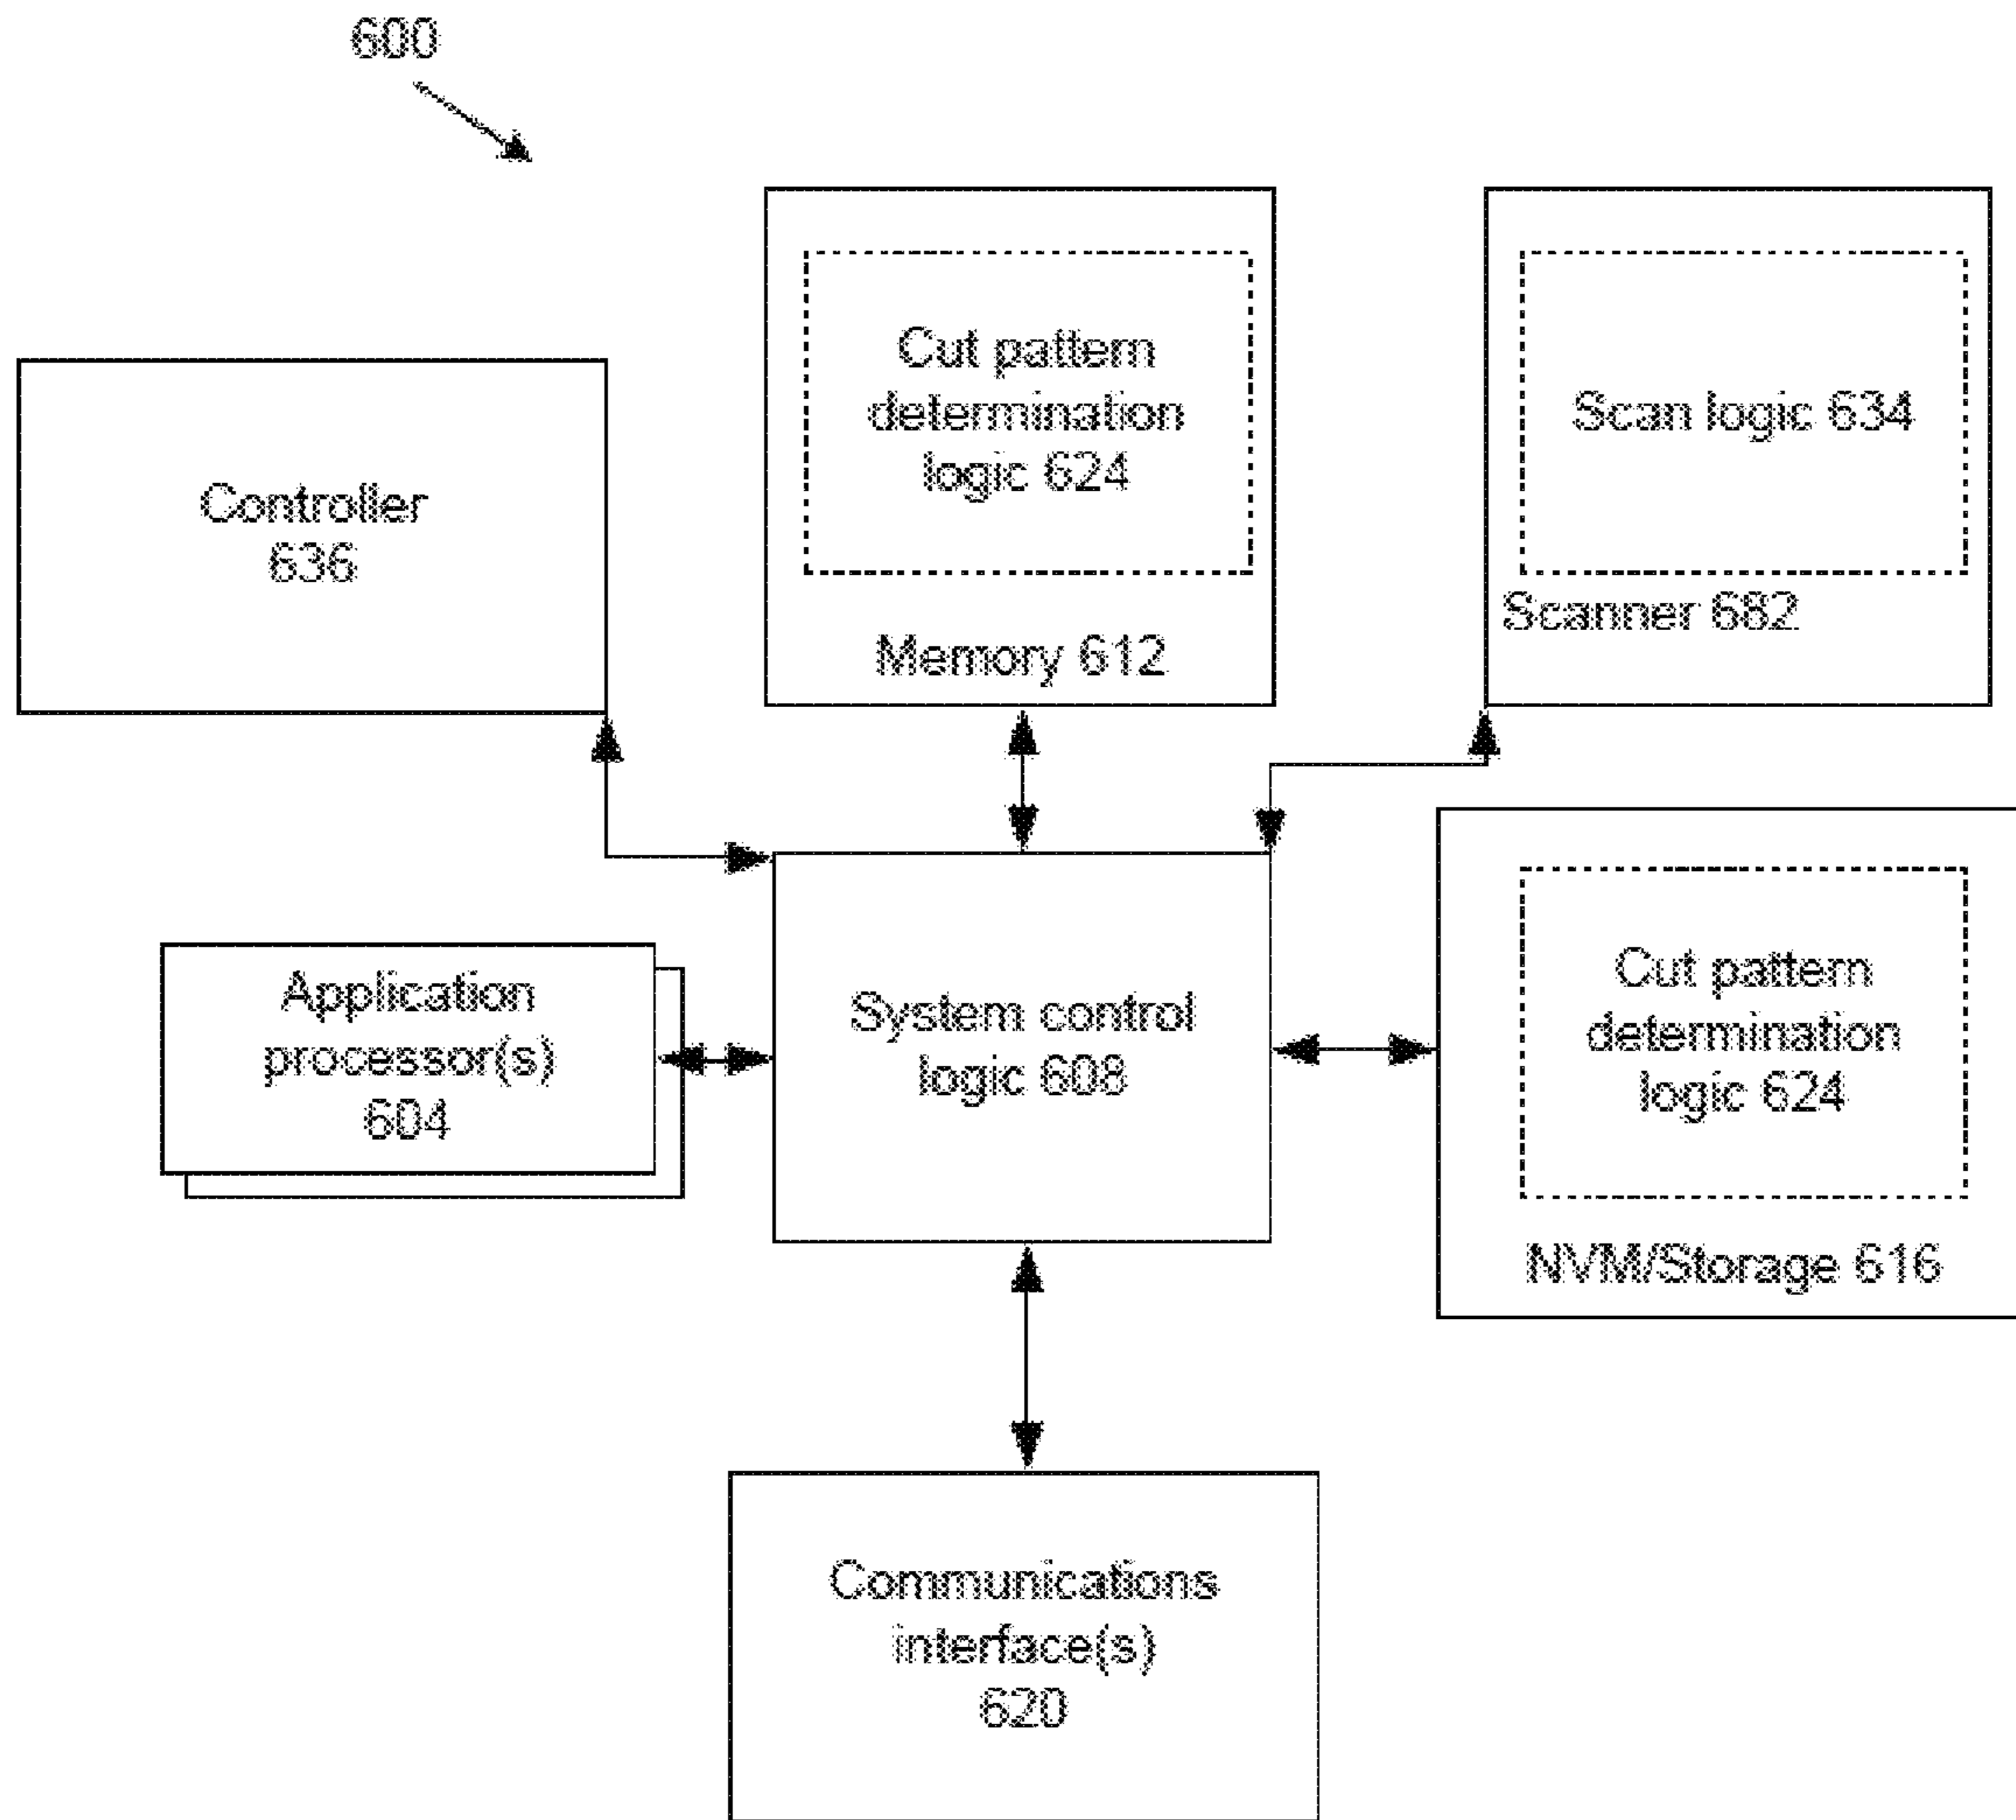 600
Cut pattern
determination
logic 624
Memory 612
Scan logic 634
Scanner 682
Controller
636
Application
processor(s)
604
System control
logic 608
Cut pattern
determination
logic 624
NVM/Storage 616
Communications
interface(s)
620